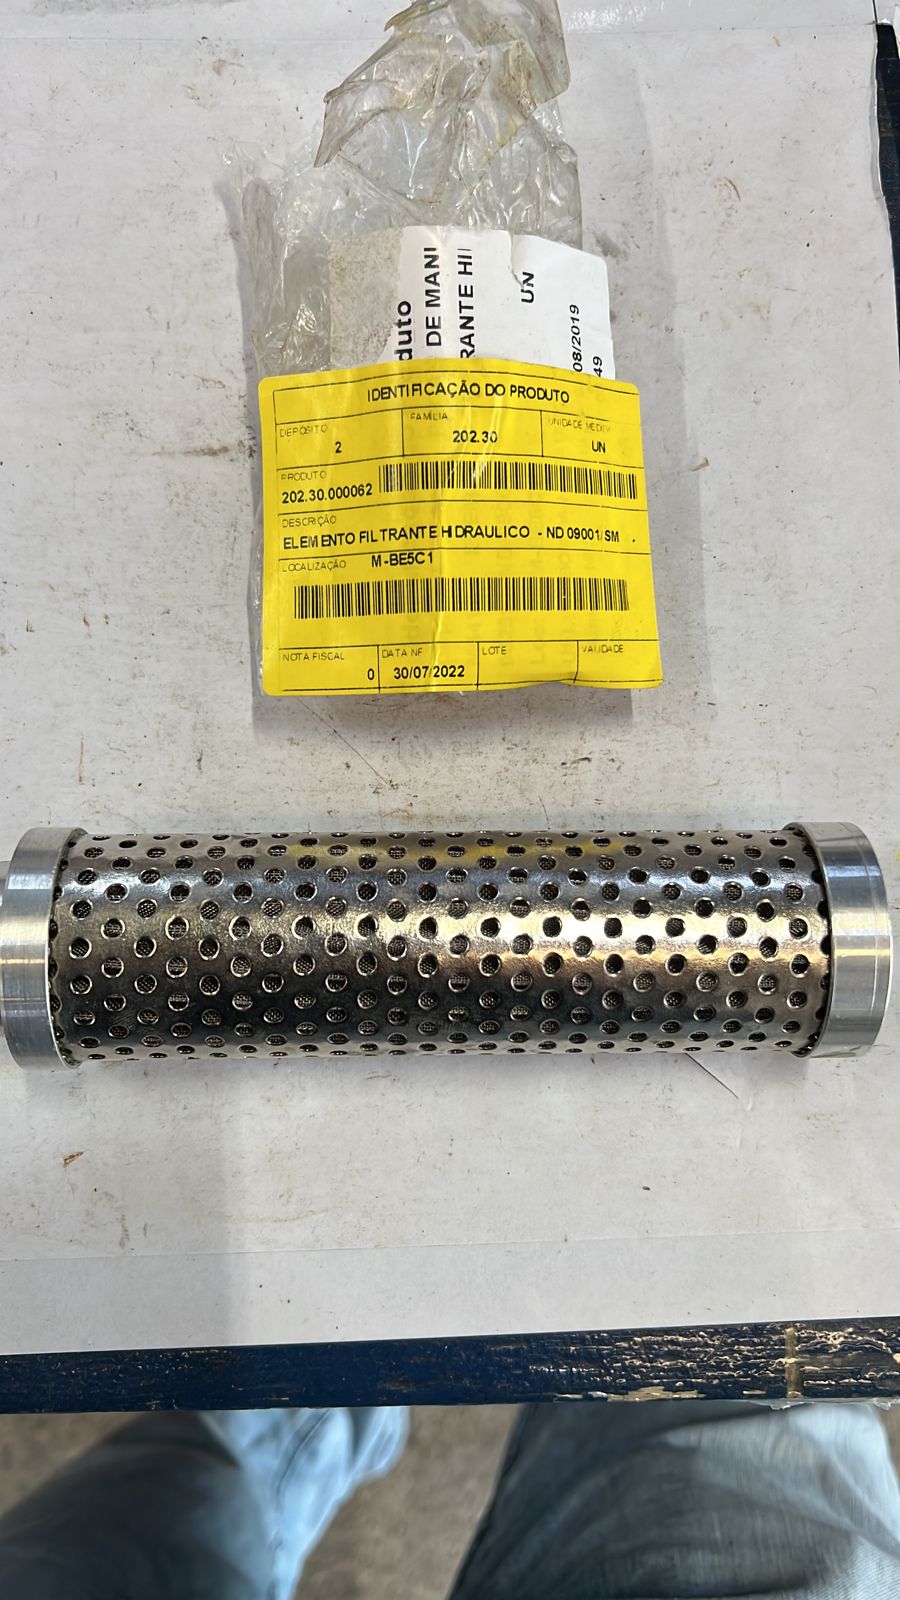 duto
DE MANI
RANTE HI
UN
08/2019
49
IDENTIFICAÇÃO DO PRODUTO
DEPÓSITO
2
FAMÍLIA
202.30
UNIDADE MEDIDA
UN
PRODUTO
202.30.000062
DESCRIÇÃO
ELEMENTO FILTRANTE HIDRAULICO - ND 09001/SM .
LOCALIZAÇÃO M-BE5C1
NOTA FISCAL
0
DATA NF
30/07/2022
LOTE
VALIDADE